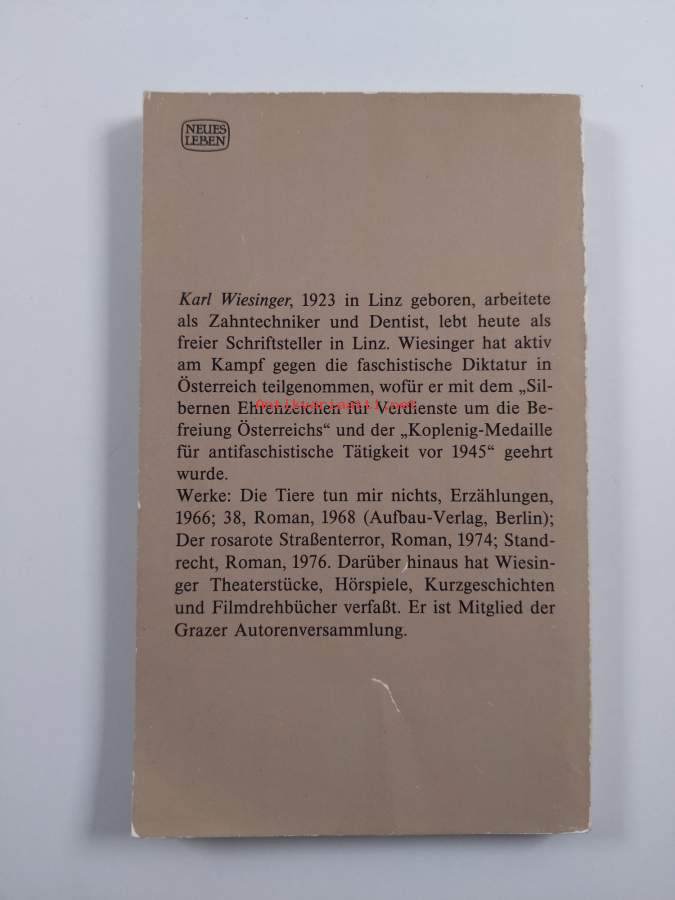 NEUES
LEBEN
Karl Wiesinger, 1923 in Linz geboren, arbeitete
als Zahntechniker und Dentist, lebt heute als
freier Schriftsteller in Linz. Wiesinger hat aktiv
am Kampf gegen die faschistische Diktatur in
Österreich teilgenommen, wofür er mit dem „Sil-
bernen Ehrenzeichen für Verdienste um die Be-
freiung Österreichs“ und der „Koplenig-Medaille
für antifaschistische Tätigkeit vor 1945“ geehrt
wurde.
Werke: Die Tiere tun mir nichts, Erzählungen,
1966; 38, Roman, 1968 (Aufbau-Verlag, Berlin);
Der rosarote Straßenterror, Roman, 1974; Stand-
recht, Roman, 1976. Darüber hinaus hat Wiesin-
ger Theaterstücke, Hörspiele, Kurzgeschichten
und Filmdrehbücher verfaßt. Er ist Mitglied der
Grazer Autorenversammlung.